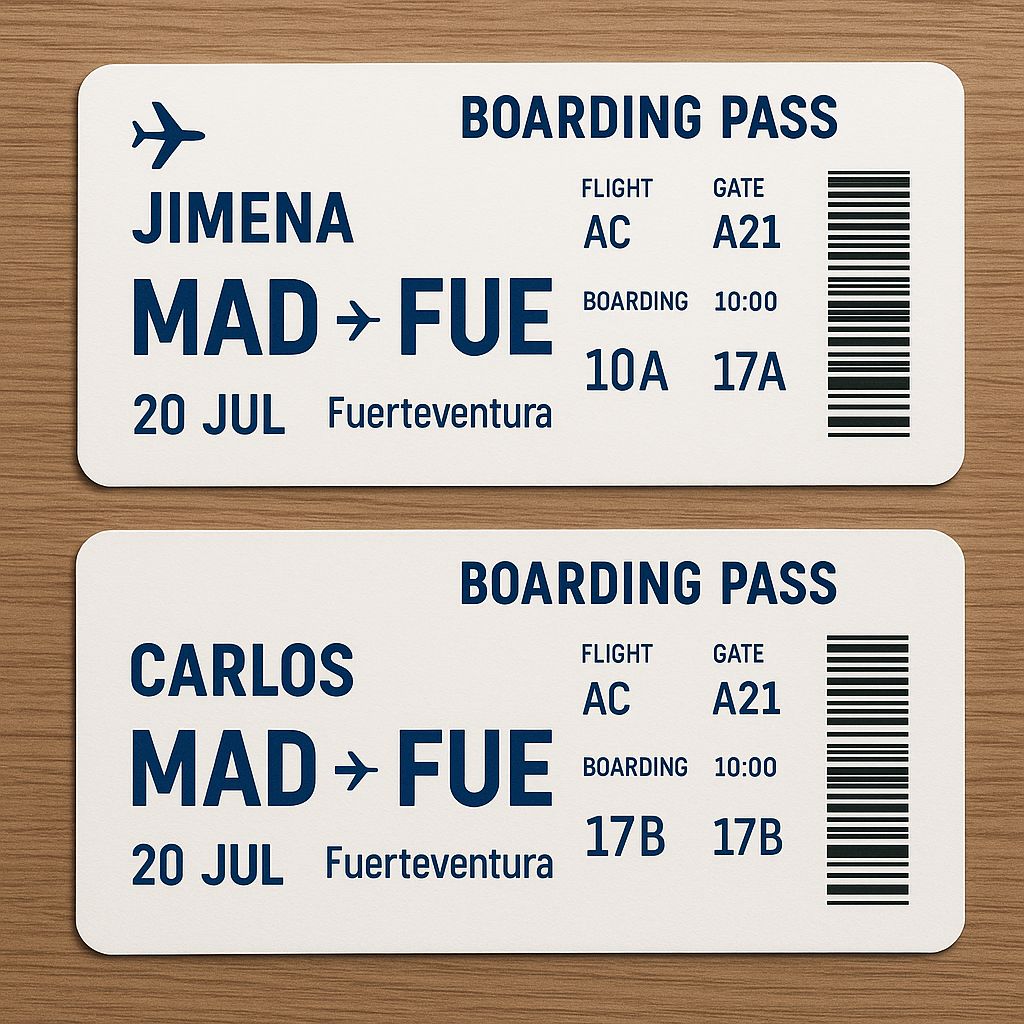 BOARDING PASS
JIMENA
MAD FUE
20 JUL Fuerteventura
FLIGHT GATE
AC A21
BOARDING 10:00
10A 17A
BOARDING PASS
CARLOS
MAD FUE
20 JUL Fuerteventura
FLIGHT GATE
AC A21
BOARDING 10:00
17B 17B